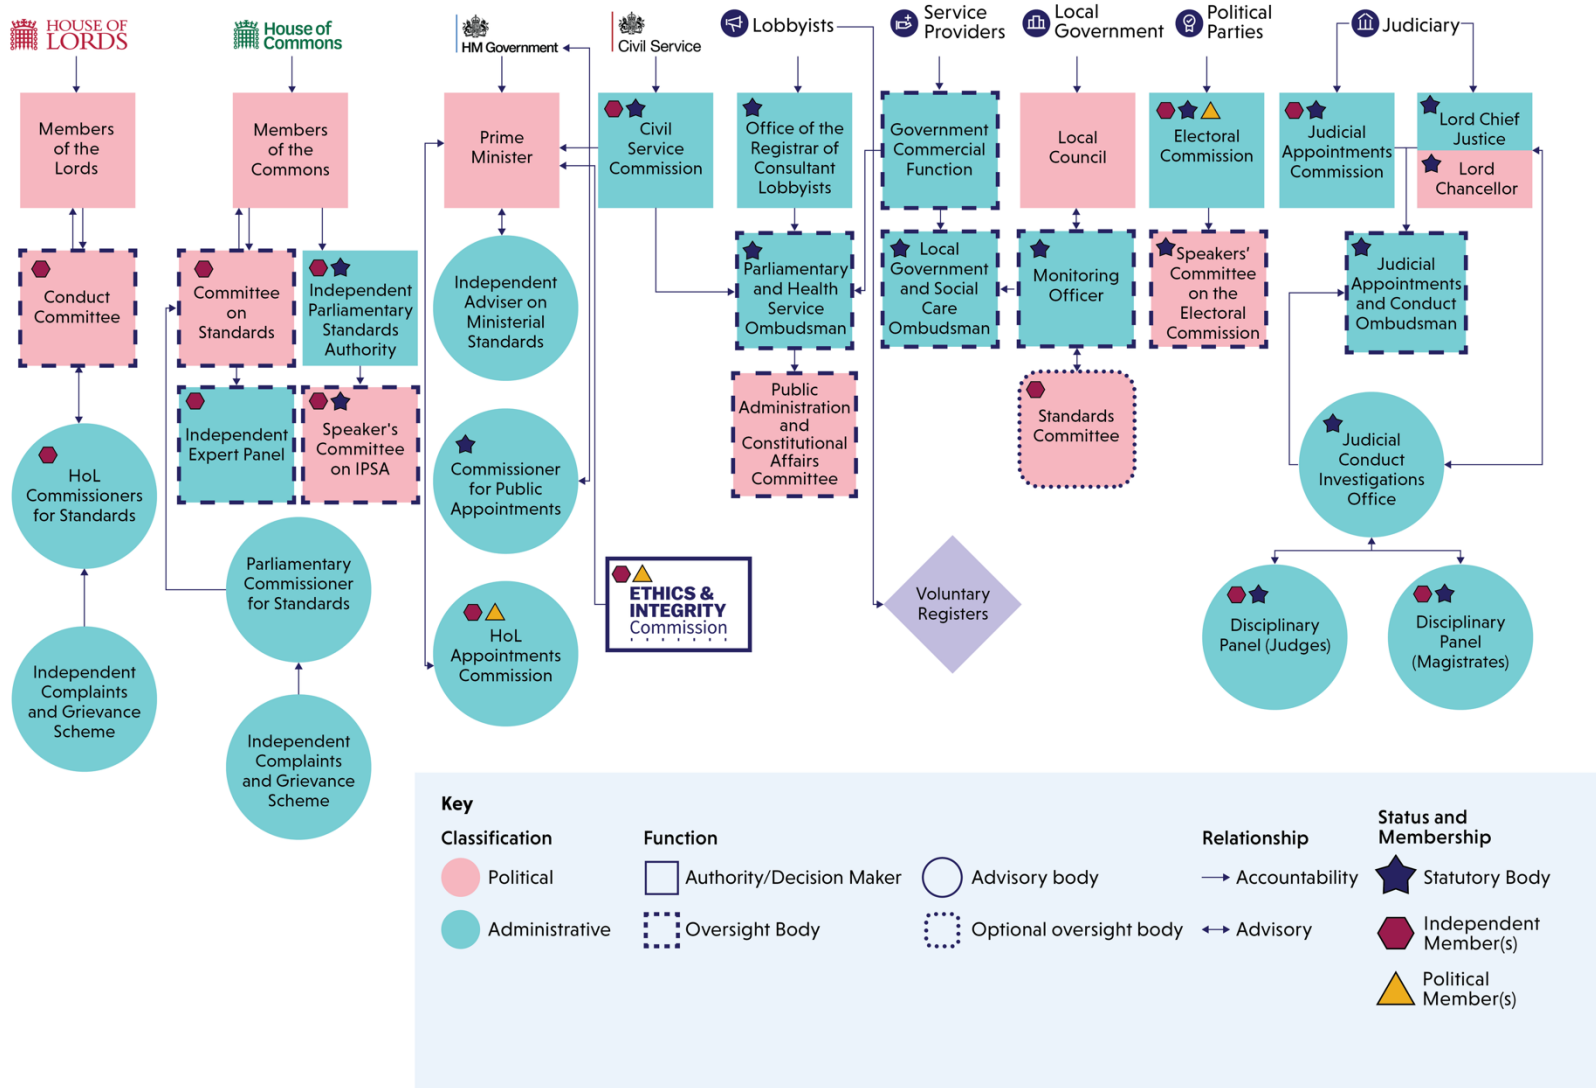 HOUSE OF
LORDS
House of
Commons
HM Government
Civil Service
Lobbyists
Service
Providers
Local
Government
Political
Parties
Judiciary
Members
of the
Lords
Members
of the
Commons
Prime
Minister
Civil
Service
Commission
Office of the
Registrar of
Consultant
Lobbyists
Government
Commercial
Function
Local
Council
Electoral
Commission
Judicial
Appointments
Commission
Lord Chief
Justice
Lord
Chancellor
Conduct
Committee
Committee
on
Standards
Independent
Parliamentary
Standards
Authority
Independent
Adviser on
Ministerial
Standards
Parliamentary
and Health
Service
Ombudsman
Local
Government
and Social
Care
Ombudsman
Monitoring
Officer
Speakers’
Committee
on the
Electoral
Commission
Judicial
Appointments
and Conduct
Ombudsman
Independent
Expert Panel
Speaker's
Committee
on IPSA
Public
Administration
and
Constitutional
Affairs
Committee
Standards
Committee
HoL
Commissioners
for Standards
Commissioner
for Public
Appointments
Judicial
Conduct
Investigations
Office
Parliamentary
Commissioner
for Standards
HoL
Appointments
Commission
ETHICS &
INTEGRITY
Commission
Voluntary
Registers
Disciplinary
Panel (Judges)
Disciplinary
Panel
(Magistrates)
Independent
Complaints
and Grievance
Scheme
Independent
Complaints
and Grievance
Scheme
Key
Classification
Political
Administrative
Function
Authority/Decision Maker
Oversight Body
Advisory body
Optional oversight body
Relationship
Accountability
Advisory
Status and
Membership
Statutory Body
Independent
Member(s)
Political
Member(s)